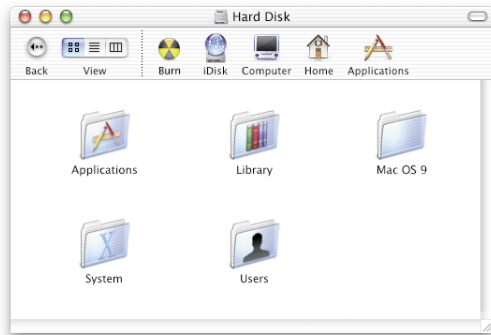 Hard Disk
Back View Burn iDisk Computer Home Applications
Applications Library Mac OS 9
System Users